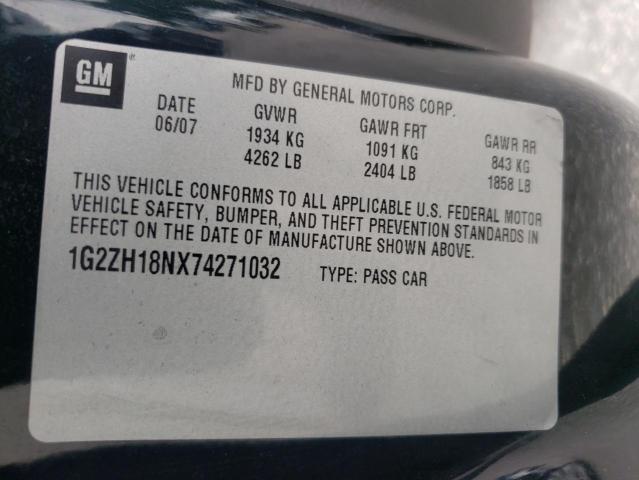 GM
MFD BY GENERAL MOTORS CORP.
DATE GVWR GAWR FRT GAWR RR
06/07 1934 KG 1091 KG 843 KG
4262 LB 2404 LB 1858 LB
THIS VEHICLE CONFORMS TO ALL APPLICABLE U.S. FEDERAL MOTOR
VEHICLE SAFETY, BUMPER, AND THEFT PREVENTION STANDARDS IN
EFFECT ON THE DATE OF MANUFACTURE SHOWN ABOVE.
1G2ZH18NX74271032 TYPE: PASS CAR